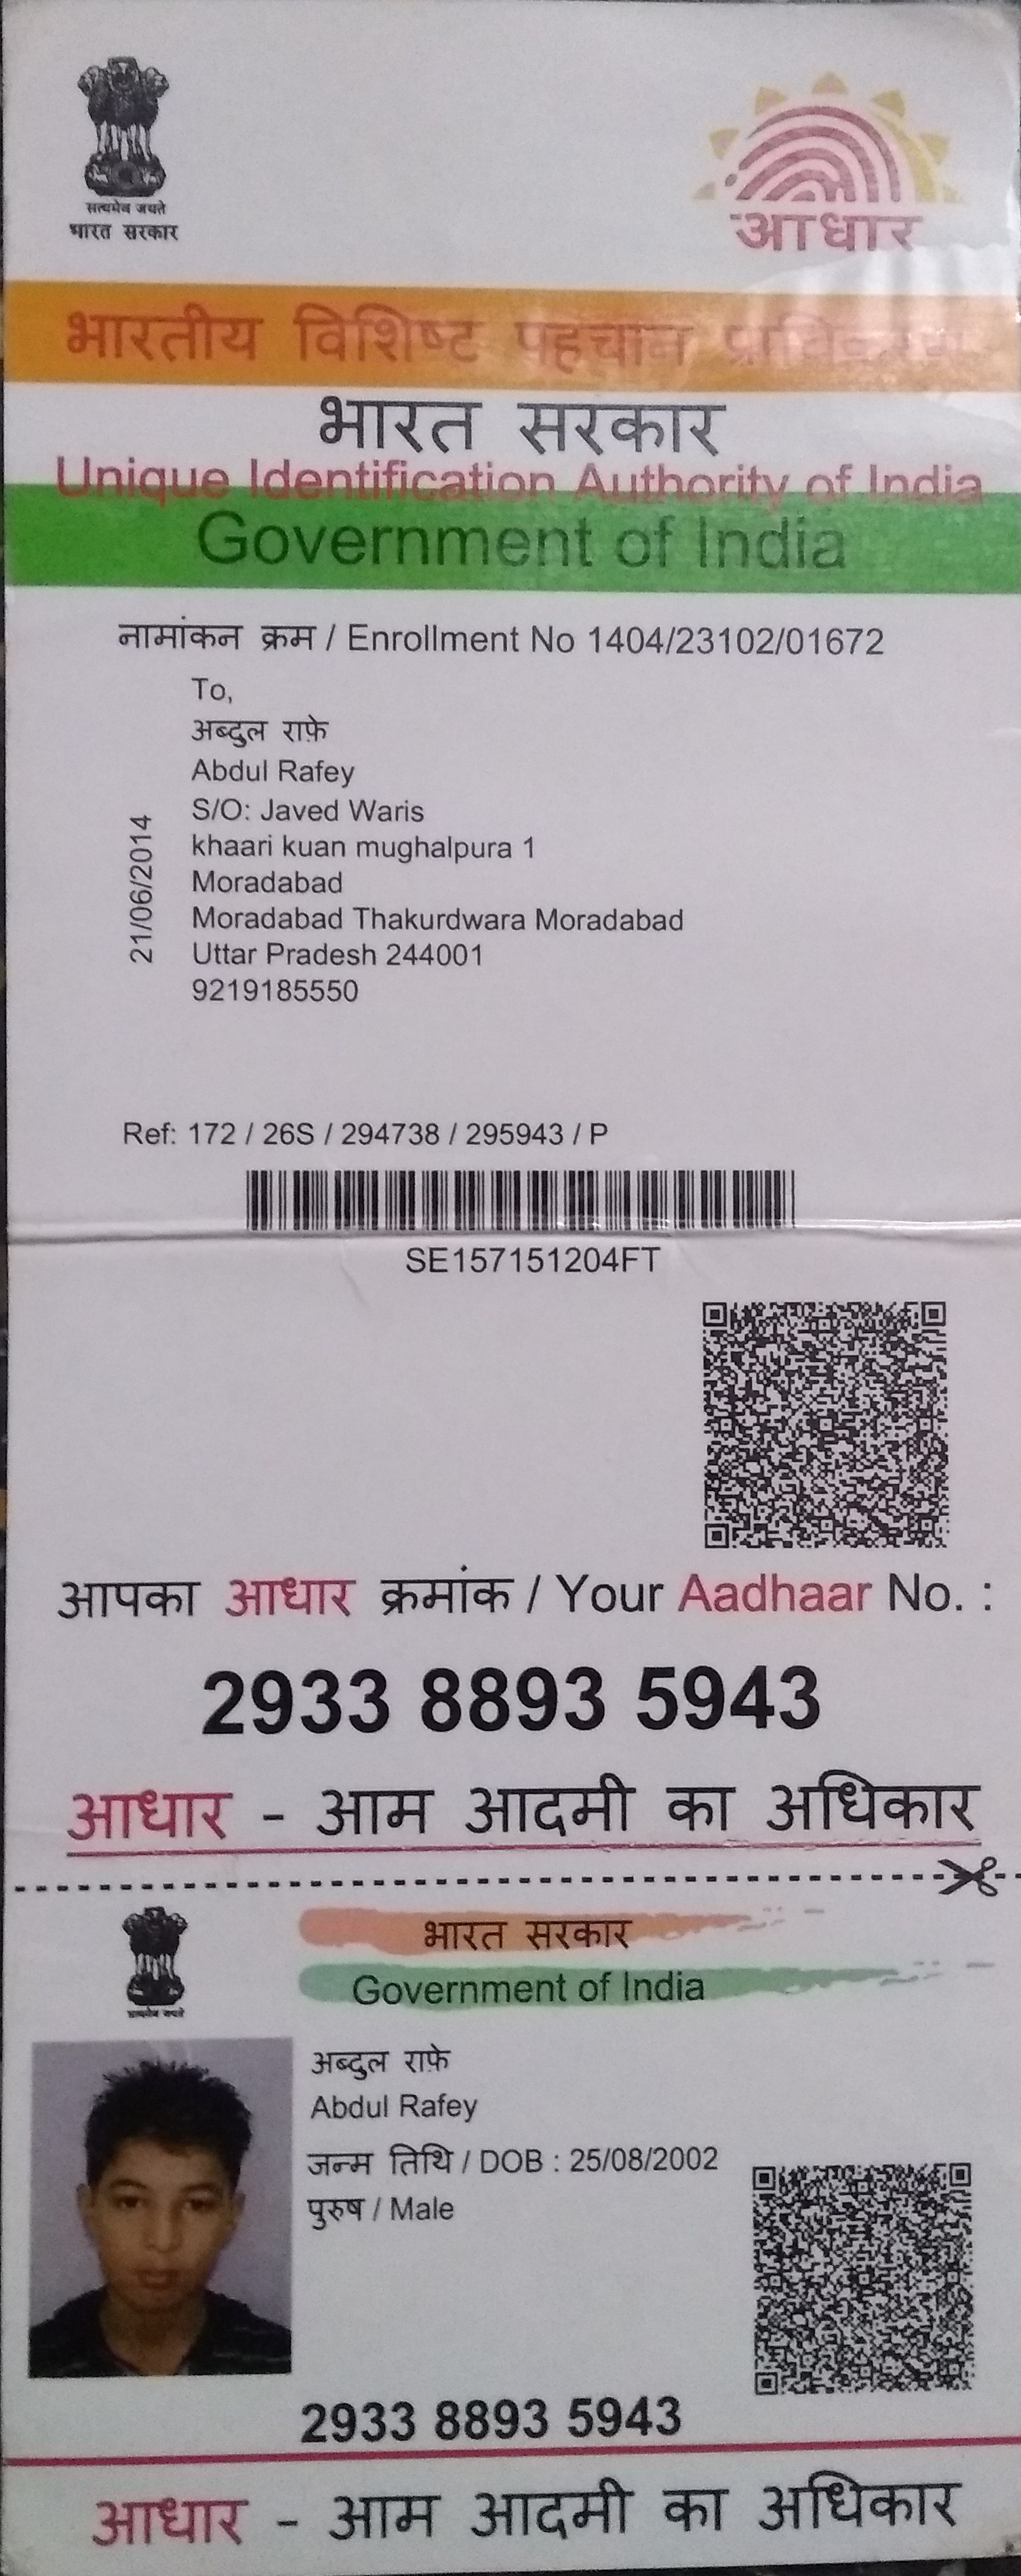 सत्यमेव जयते
भारत सरकार
आधार
भारतीय विशिष्ट पहचान प्राधिकरण
भारत सरकार
Unique Identification Authority of India
Government of India
नामांकन क्रम / Enrollment No 1404/23102/01672
To,
अब्दुल राफ़े
Abdul Rafey
S/O: Javed Waris
khaari kuan mughalpura 1
Moradabad
Moradabad Thakurdwara Moradabad
Uttar Pradesh 244001
9219185550
21/06/2014
Ref: 172 / 26S / 294738 / 295943 / P
SE157151204FT
आपका आधार क्रमांक / Your Aadhaar No. :
2933 8893 5943
आधार - आम आदमी का अधिकार
भारत सरकार
Government of India
सत्यमेव जयते
अब्दुल राफ़े
Abdul Rafey
जन्म तिथि / DOB : 25/08/2002
पुरुष / Male
2933 8893 5943
आधार - आम आदमी का अधिकार